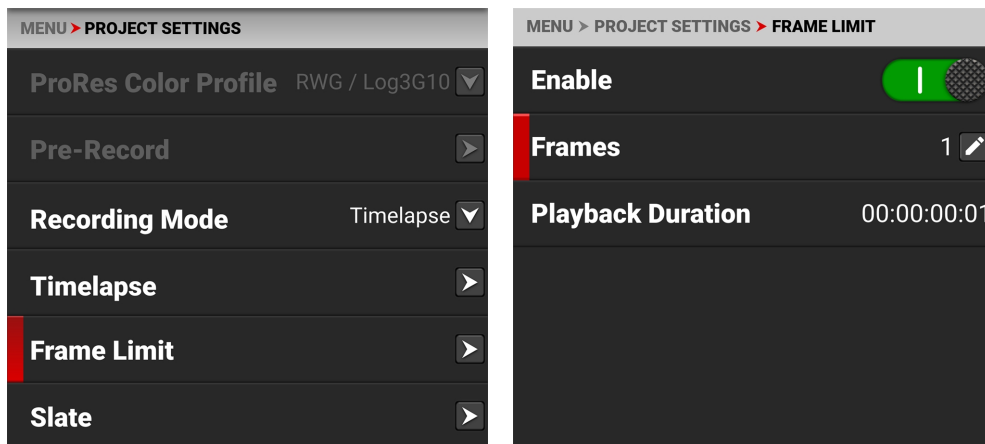 MENU ➤ PROJECT SETTINGS
ProRes Color Profile RWG / Log3G10
Pre-Record
Recording Mode Timelapse
Timelapse
Frame Limit
Slate
MENU ➤ PROJECT SETTINGS ➤ FRAME LIMIT
Enable
Frames 1
Playback Duration 00:00:00:01